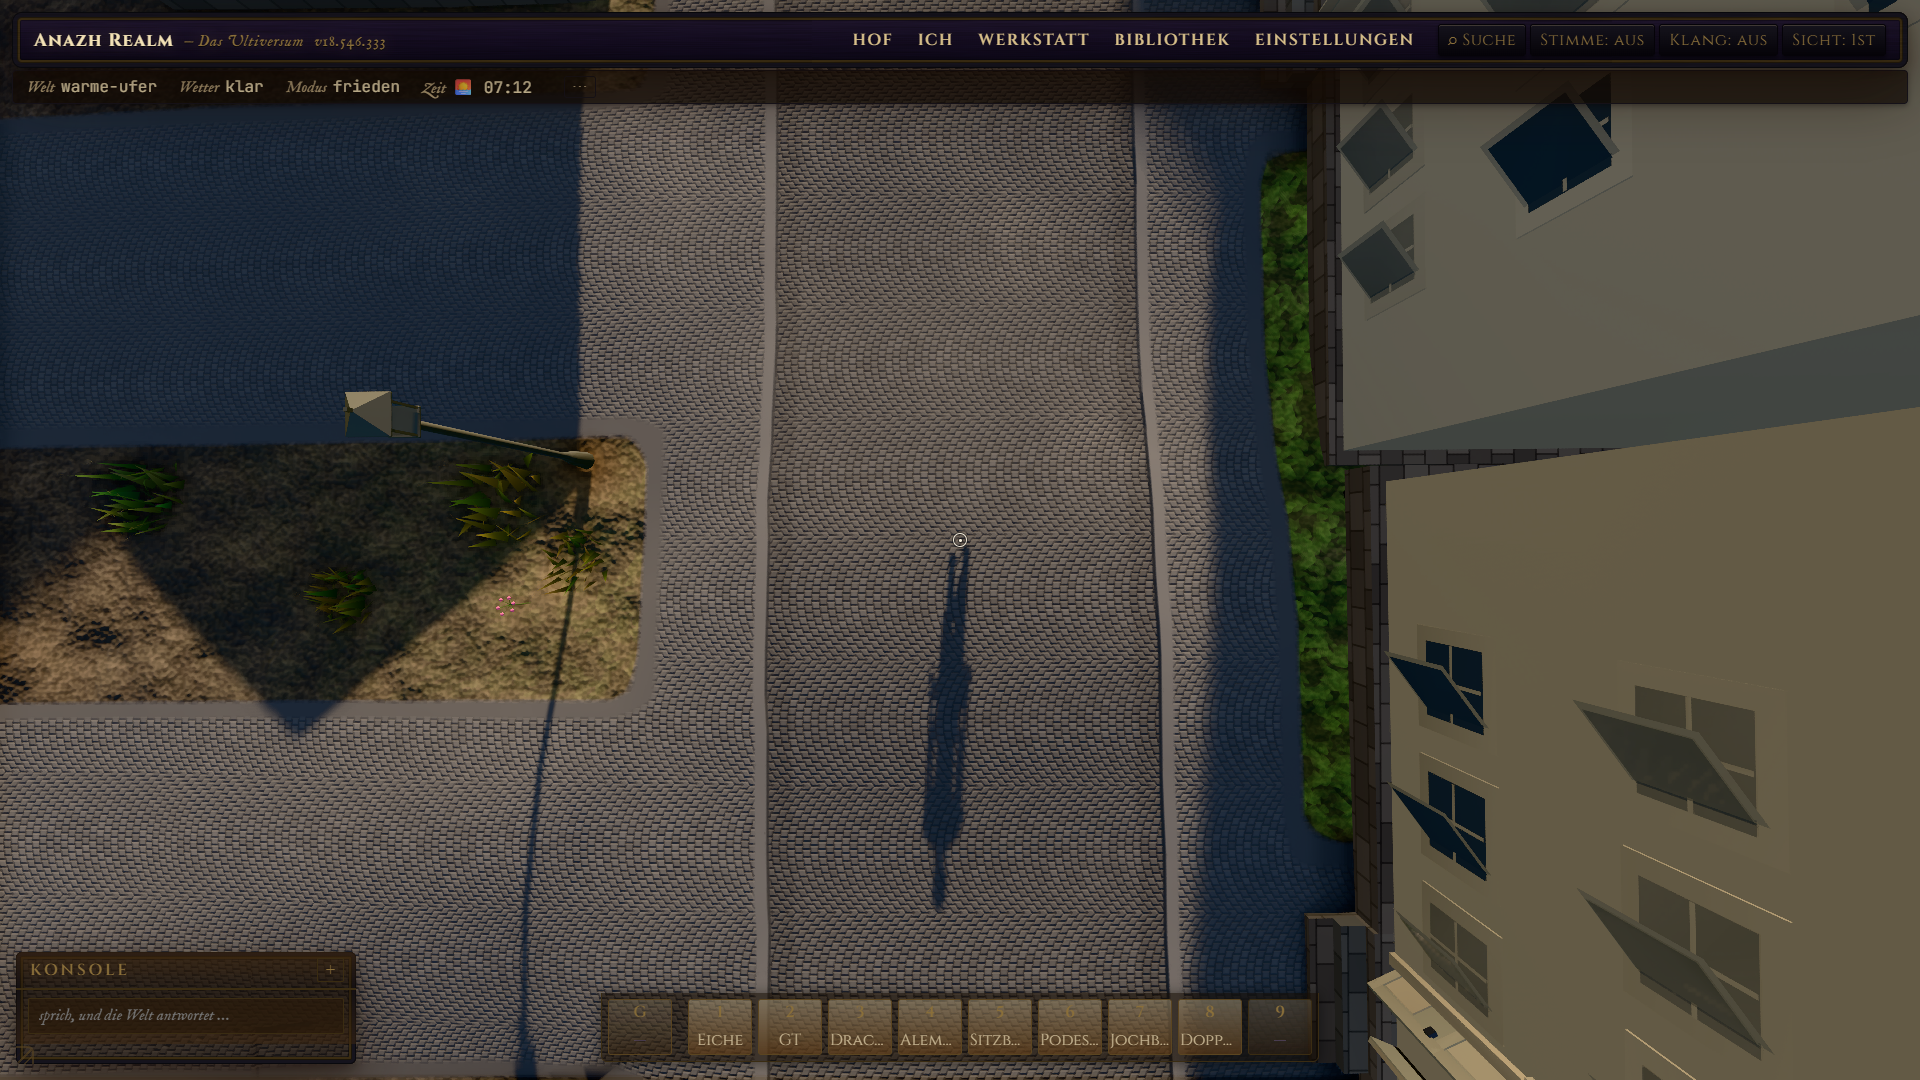 Anazh Realm — Das Ultiversum v18.546.333
HOF ICH WERKSTATT BIBLIOTHEK EINSTELLUNGEN
⌕ SUCHE STIMME: AUS KLANG: AUS SICHT: IST
Welt warme-ufer Wetter klar Modus frieden Zeit 07:12 ...
KONSOLE +
sprich, und die Welt antwortet ...
G 1 2 3 4 5 6 7 8 9
— EICHE GT DRAC... ALEM... SITZB... PODES... JOCHB... DOPP... —